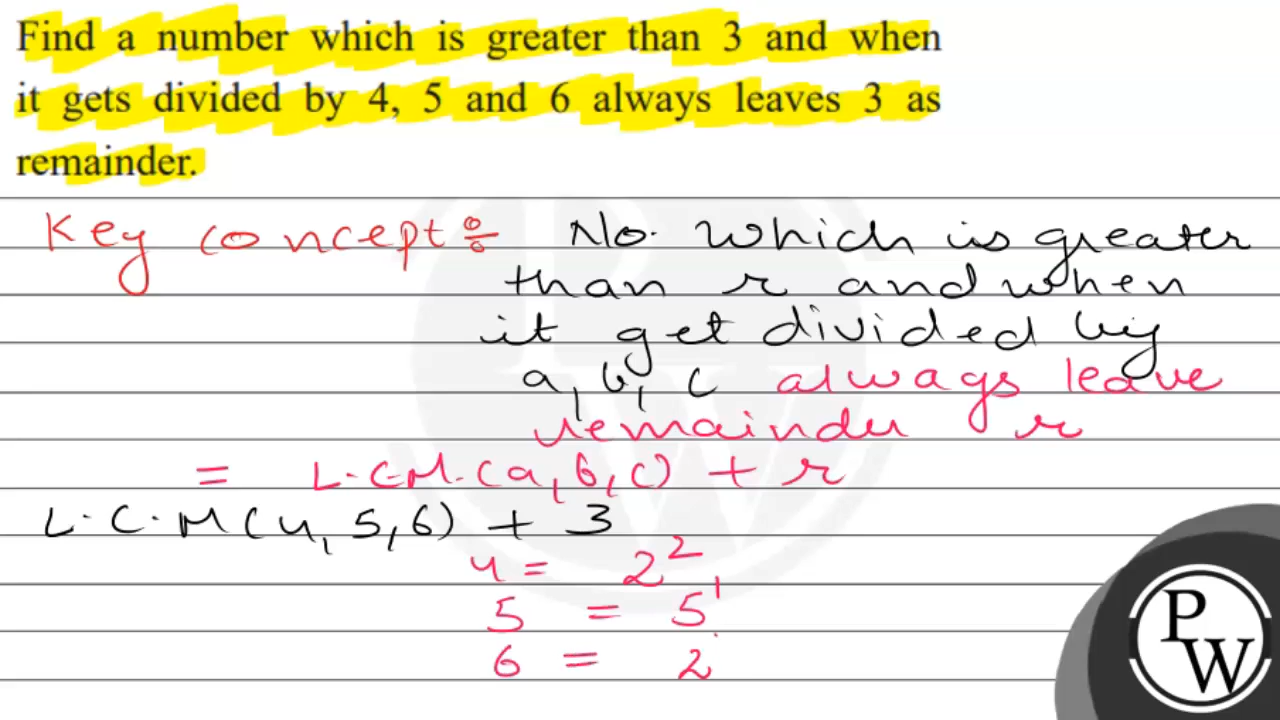 Find a number which is greater than 3 and when
it gets divided by 4, 5 and 6 always leaves 3 as
remainder.
Key concept÷ No. which is greater
than r and when
it get divided by
a, b, c always leave
remainder r
= L.C.M.(a, b, c) + r
L.C.M(4, 5, 6) + 3
4 = 2²
5 = 5¹
6 = 2
PW